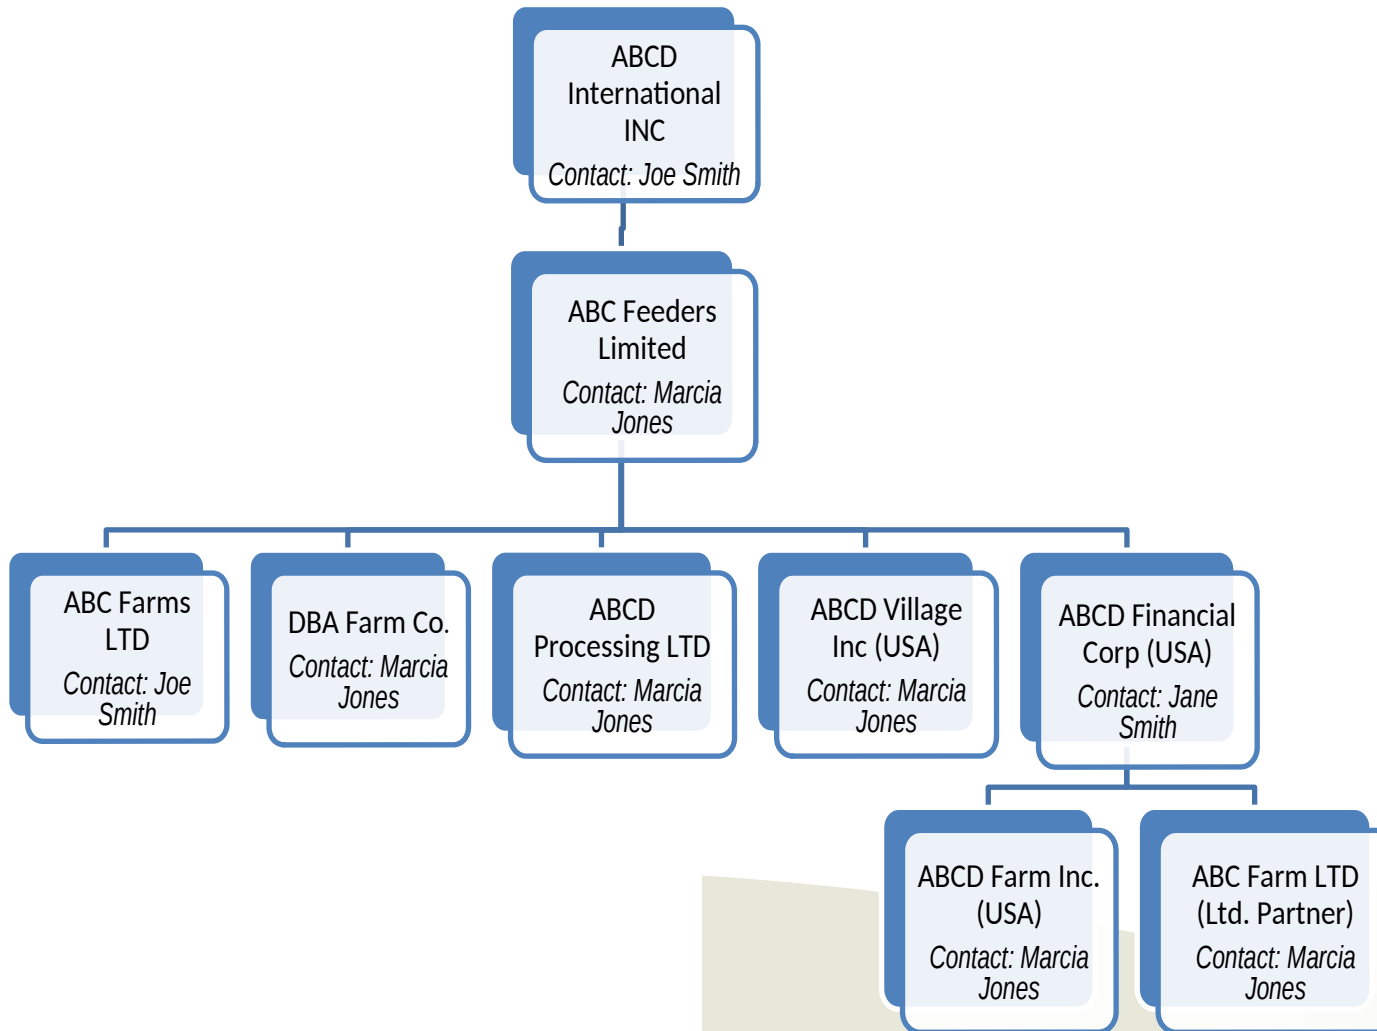 ABCD
International
INC
Contact: Joe Smith
ABC Feeders
Limited
Contact: Marcia
Jones
ABC Farms
LTD
Contact: Joe
Smith
DBA Farm Co.
Contact: Marcia
Jones
ABCD
Processing LTD
Contact: Marcia
Jones
ABCD Village
Inc (USA)
Contact: Marcia
Jones
ABCD Financial
Corp (USA)
Contact: Jane
Smith
ABCD Farm Inc.
(USA)
Contact: Marcia
Jones
ABC Farm LTD
(Ltd. Partner)
Contact: Marcia
Jones